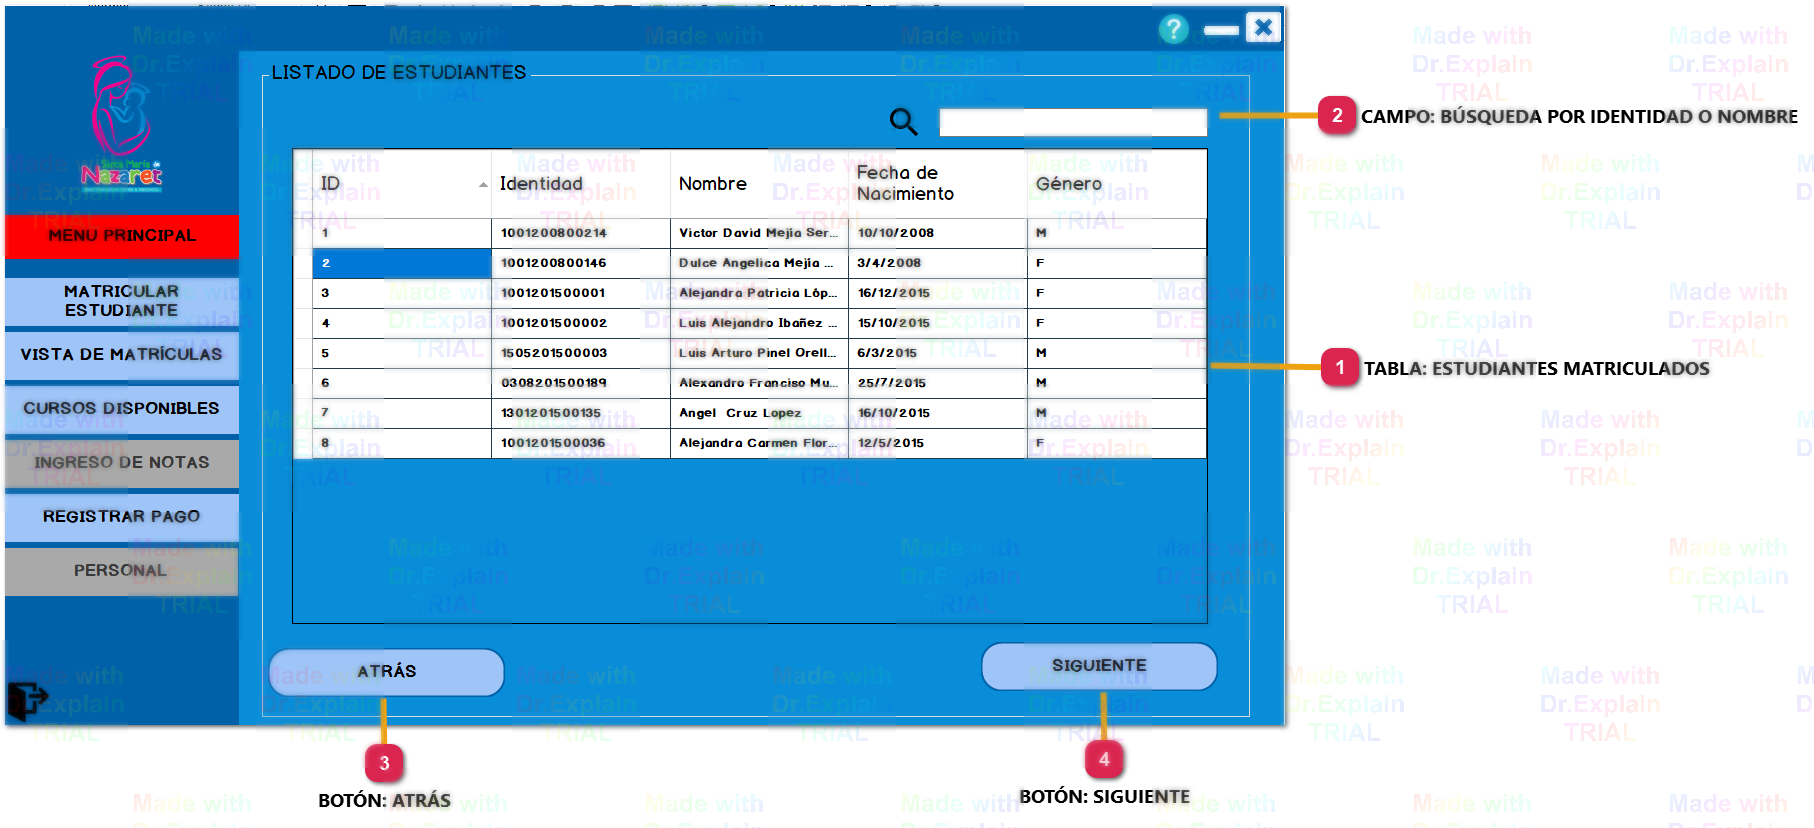 LISTADO DE ESTUDIANTES
2 CAMPO: BÚSQUEDA POR IDENTIDAD O NOMBRE
Santa María de
Nazaret
MENU PRINCIPAL
MATRICULAR
ESTUDIANTE
VISTA DE MATRÍCULAS
CURSOS DISPONIBLES
INGRESO DE NOTAS
REGISTRAR PAGO
PERSONAL
ID Identidad Nombre Fecha de Nacimiento Género
1 1001200800214 Victor David Mejia Ser... 10/10/2008 M
2 1001200800146 Dulce Angelica Mejia ... 3/4/2008 F
3 1001201500001 Alejandra Patricia Lóp... 16/12/2015 F
4 1001201500002 Luis Alejandro Ibañez ... 15/10/2015 F
5 1505201500003 Luis Arturo Pinel Orell... 6/3/2015 M
6 0308201500189 Alexandro Franciso Mu... 25/7/2015 M
7 1301201500135 Angel Cruz Lopez 16/10/2015 M
8 1001201500036 Alejandra Carmen Flor... 12/5/2015 F
1 TABLA: ESTUDIANTES MATRICULADOS
ATRÁS
SIGUIENTE
3
BOTÓN: ATRÁS
4
BOTÓN: SIGUIENTE
Made with
Dr.Explain
TRIAL